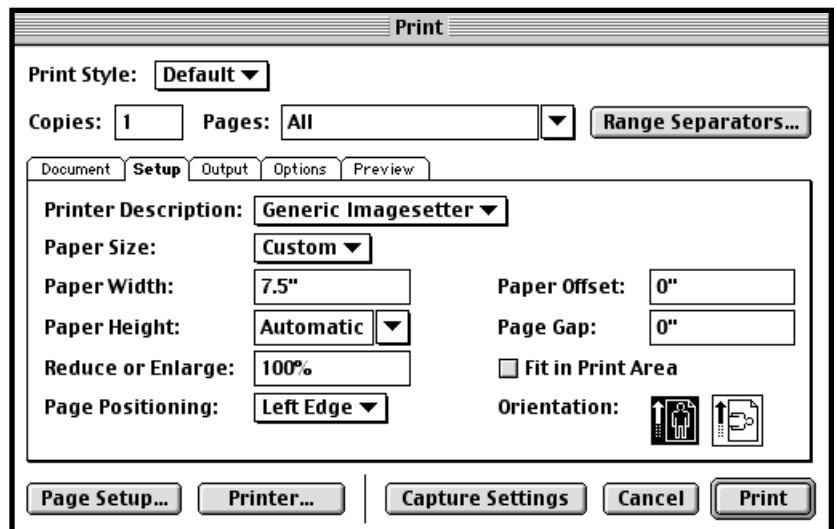 Print
Print Style: Default
Copies: 1 Pages: All Range Separators...
Document Setup Output Options Preview
Printer Description: Generic Imagesetter
Paper Size: Custom
Paper Width: 7.5" Paper Offset: 0"
Paper Height: Automatic Page Gap: 0"
Reduce or Enlarge: 100% Fit in Print Area
Page Positioning: Left Edge Orientation:
Page Setup... Printer... Capture Settings Cancel Print